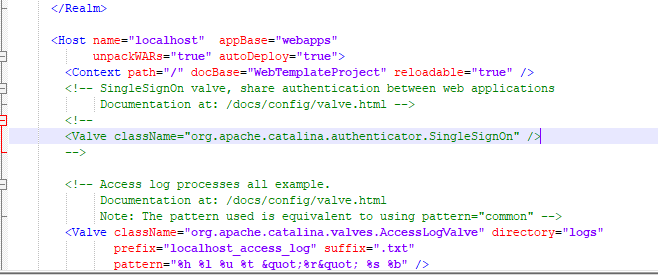 </Realm>
<Host name="localhost" appBase="webapps"
unpackWARs="true" autoDeploy="true">
<Context path="/" docBase="WebTemplateProject" reloadable="true" />
<!-- SingleSignOn valve, share authentication between web applications
Documentation at: /docs/config/valve.html -->
<!--
<Valve className="org.apache.catalina.authenticator.SingleSignOn" />
-->
<!-- Access log processes all example.
Documentation at: /docs/config/valve.html
Note: The pattern used is equivalent to using pattern="common" -->
<Valve className="org.apache.catalina.valves.AccessLogValve" directory="logs"
prefix="localhost_access_log" suffix=".txt"
pattern="%h %l %u %t &quot;%r&quot; %s %b" />